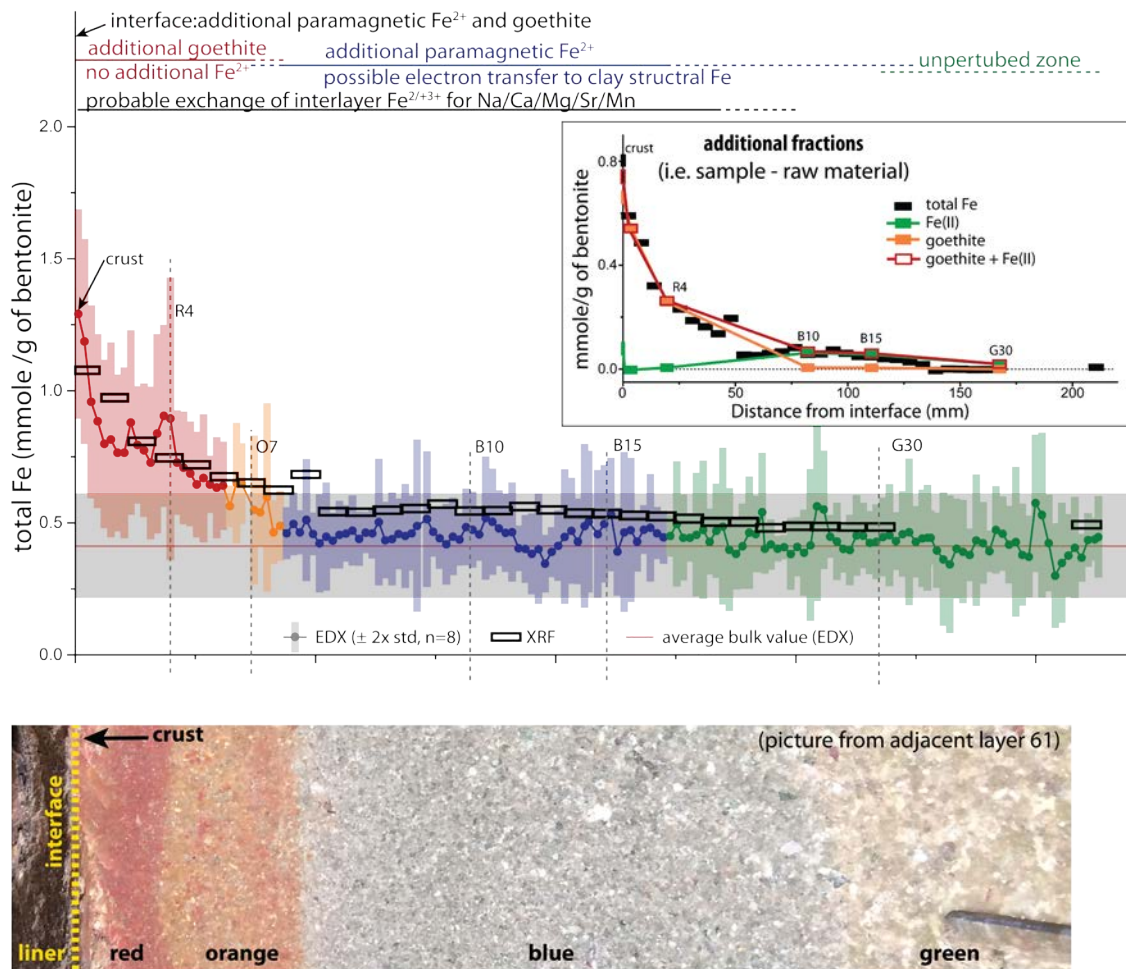 interface:additional paramagnetic Fe²⁺ and goethite
additional goethite
additional paramagnetic Fe²⁺
no additional Fe²⁺
possible electron transfer to clay structral Fe
unpertubed zone
probable exchange of interlayer Fe²ᐟ⁺³⁺ for Na/Ca/Mg/Sr/Mn
total Fe (mmole /g of bentonite)
2.0
1.5
1.0
0.5
0.0
crust
R4
O7
B10
B15
G30
EDX (± 2x std, n=8)
XRF
average bulk value (EDX)
additional fractions
(i.e. sample - raw material)
crust
total Fe
Fe(II)
goethite
goethite + Fe(II)
mmole/g of bentonite
0.8
0.4
0.0
R4
B10
B15
G30
0
50
75
100
125
150
200
Distance from interface (mm)
crust
(picture from adjacent layer 61)
interface
liner
red
orange
blue
green